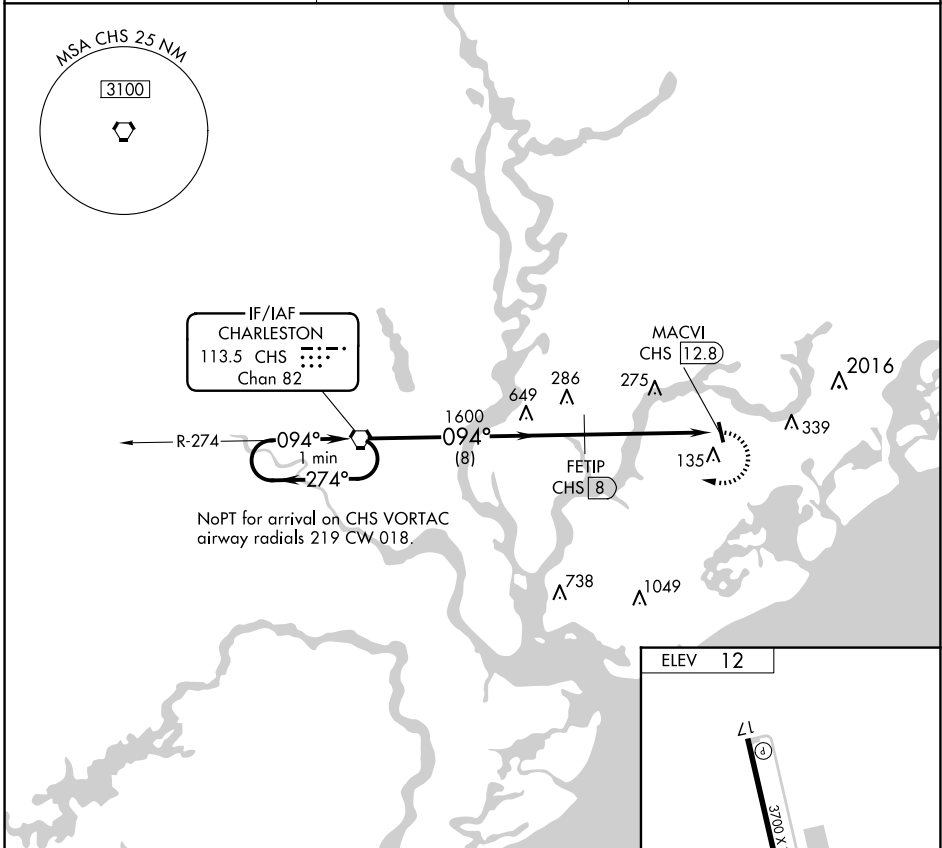 MSA CHS 25 NM
3100
IF/IAF
CHARLESTON
113.5 CHS
Chan 82
MACVI
CHS 12.8
2016
649
286
275
339
R-274
094°
1 min
274°
1600
094°
(8)
135
FETIP
CHS 8
NoPT for arrival on CHS VORTAC
airway radials 219 CW 018.
738
1049
ELEV 12
17
P
3700 X